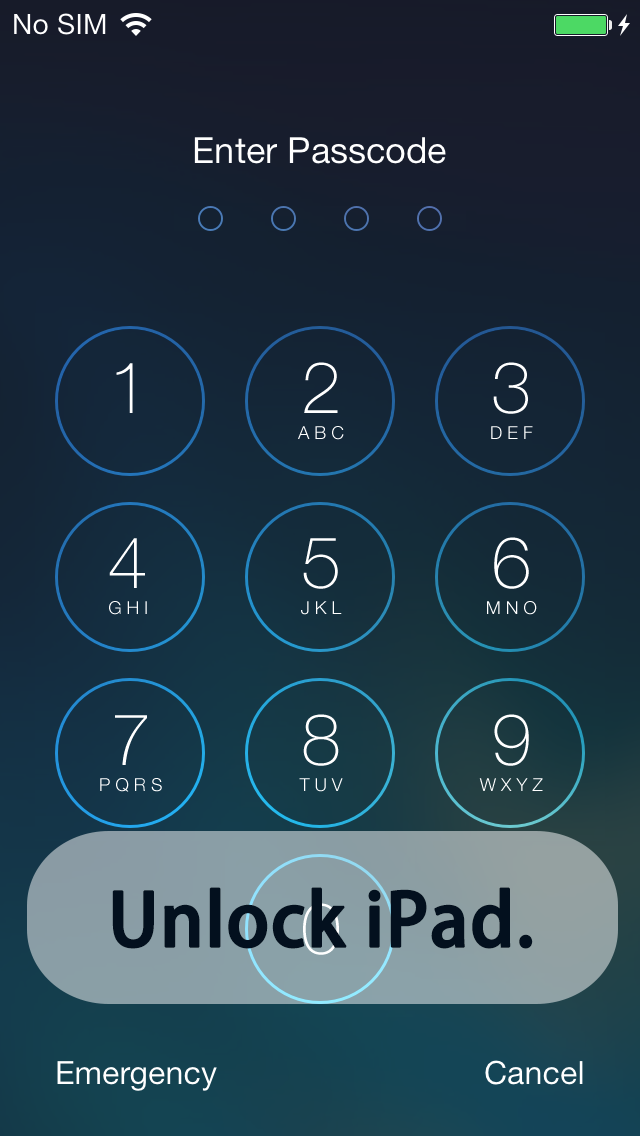 No SIM
Enter Passcode
1
2
ABC
3
DEF
4
GHI
5
JKL
6
MNO
7
PQRS
8
TUV
9
WXYZ
0
Unlock iPad.
Emergency
Cancel